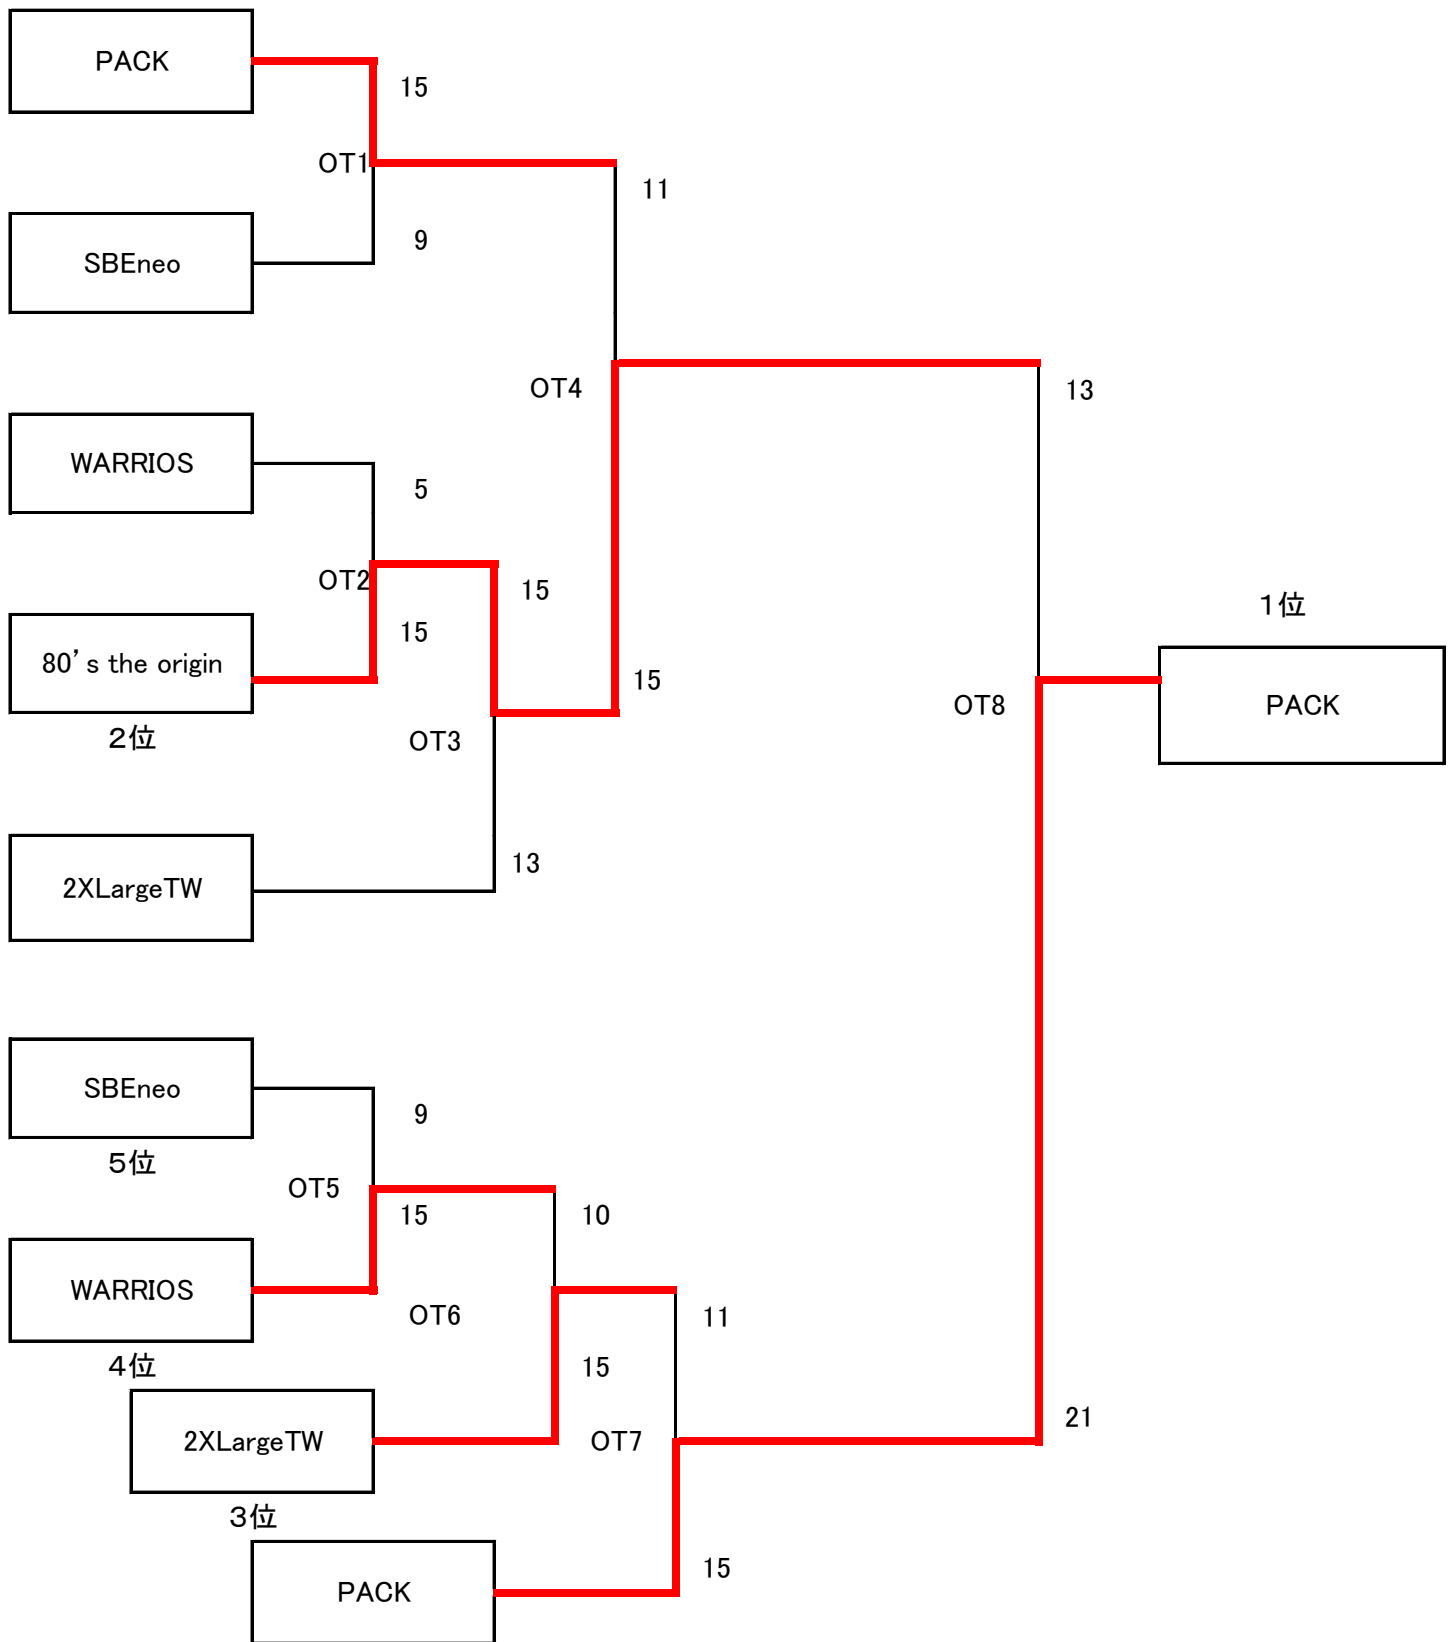 PACK
15
OT1
11
9
SBEneo
13
OT4
WARRIOS
5
OT2
15
15
80’s the origin
2位
15
OT3
1位
OT8
PACK
13
2XLargeTW
SBEneo
9
5位
OT5
15
10
WARRIOS
OT6
11
4位
15
2XLargeTW
OT7
21
3位
15
PACK